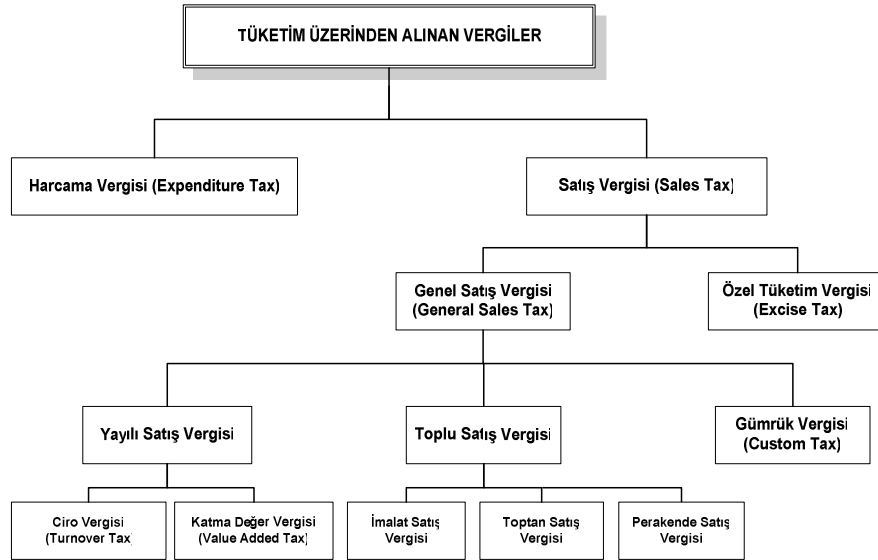 TÜKETİM ÜZERİNDEN ALINAN VERGİLER
Harcama Vergisi (Expenditure Tax)
Satış Vergisi (Sales Tax)
Genel Satış Vergisi
(General Sales Tax)
Özel Tüketim Vergisi
(Excise Tax)
Yayılı Satış Vergisi
Toplu Satış Vergisi
Gümrük Vergisi
(Custom Tax)
Ciro Vergisi
(Turnover Tax)
Katma Değer Vergisi
(Value Added Tax)
İmalat Satış
Vergisi
Toptan Satış
Vergisi
Perakende Satış
Vergisi